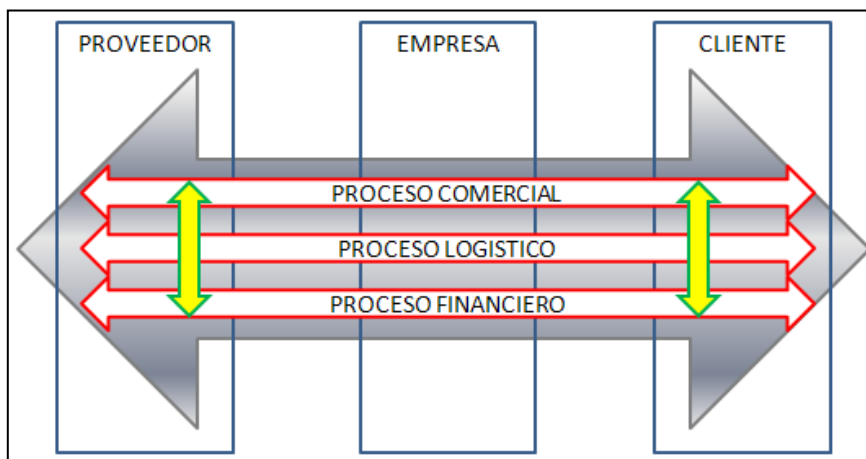 PROVEEDOR
EMPRESA
CLIENTE
PROCESO COMERCIAL
PROCESO LOGISTICO
PROCESO FINANCIERO